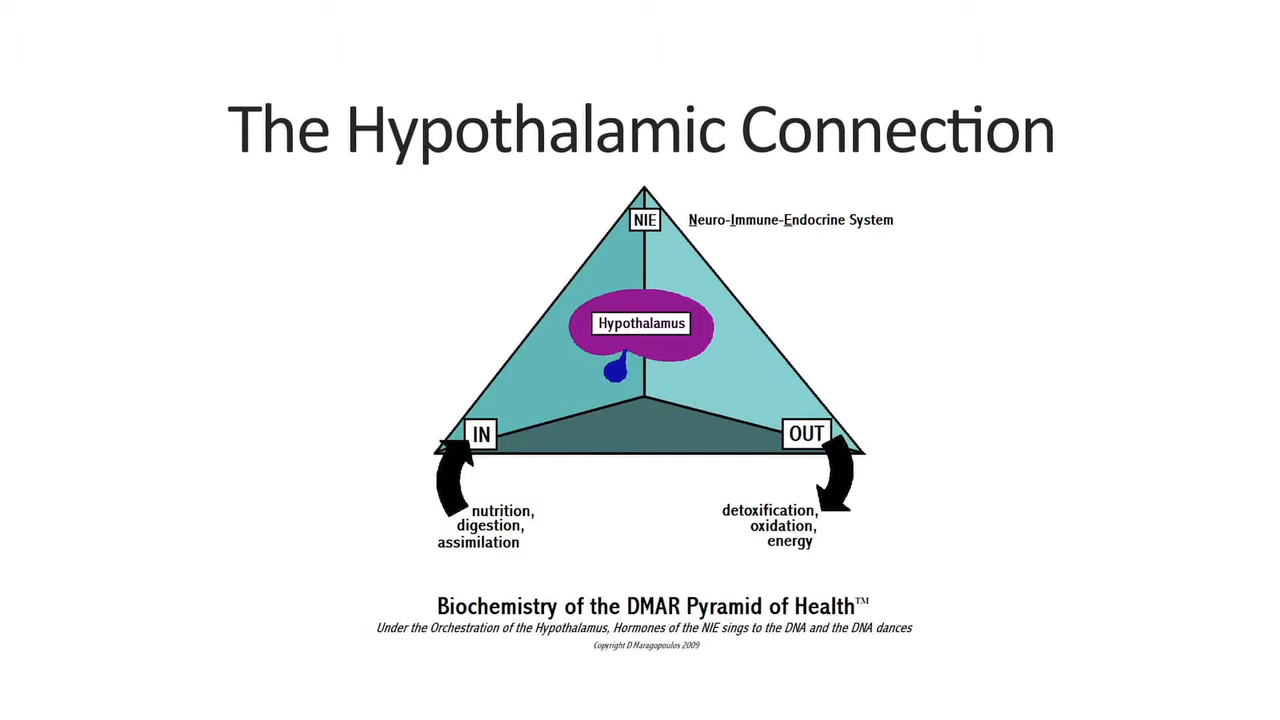 The Hypothalamic Connection
NIE
Neuro-Immune-Endocrine System
Hypothalamus
IN
OUT
nutrition,
digestion,
assimilation
detoxification,
oxidation,
energy
Biochemistry of the DMAR Pyramid of Health™
Under the Orchestration of the Hypothalamus, Hormones of the NIE sings to the DNA and the DNA dances
Copyright D Maragopoulos 2009